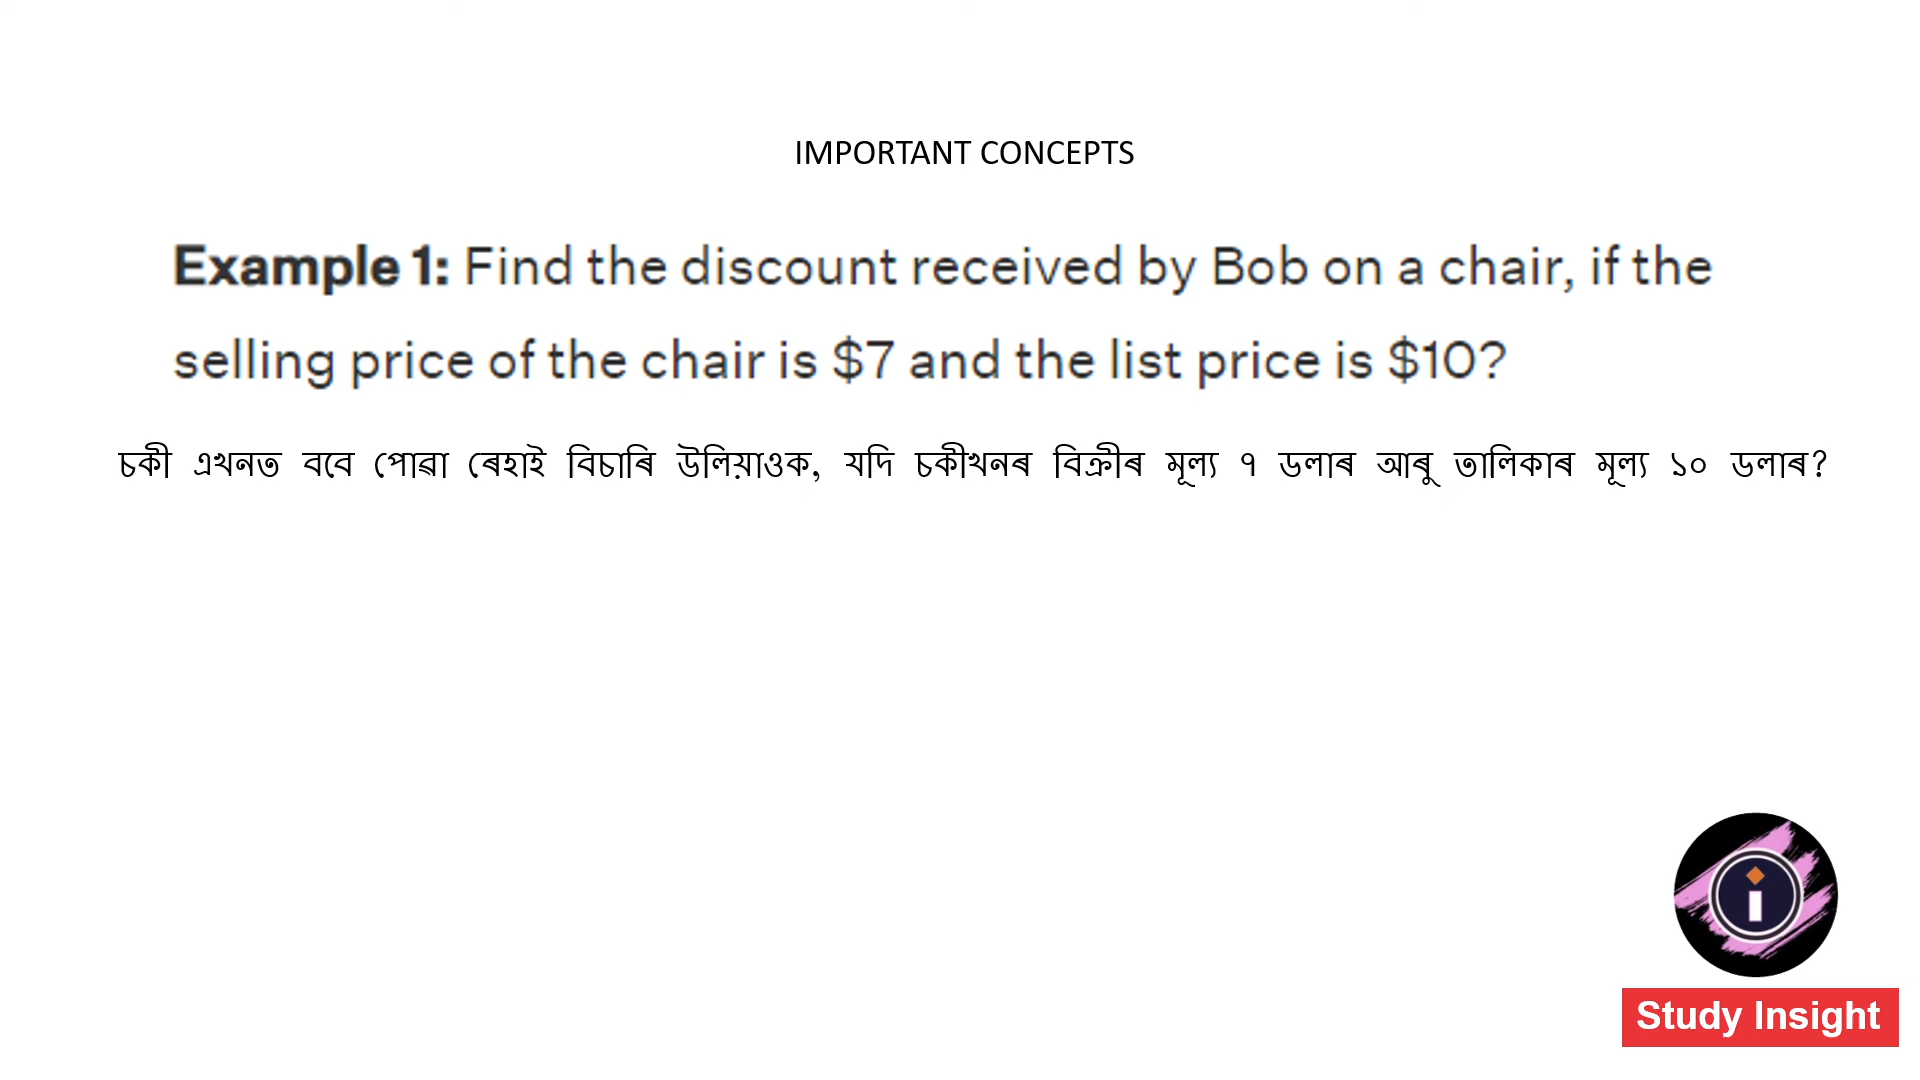 IMPORTANT CONCEPTS
Example 1: Find the discount received by Bob on a chair, if the
selling price of the chair is $7 and the list price is $10?
চকী এখনত ববে পোৱা ৰেহাই বিচাৰি উলিয়াওক, যদি চকীখনৰ বিক্ৰীৰ মূল্য ৭ ডলাৰ আৰু তালিকাৰ মূল্য ১০ ডলাৰ?
i
Study Insight